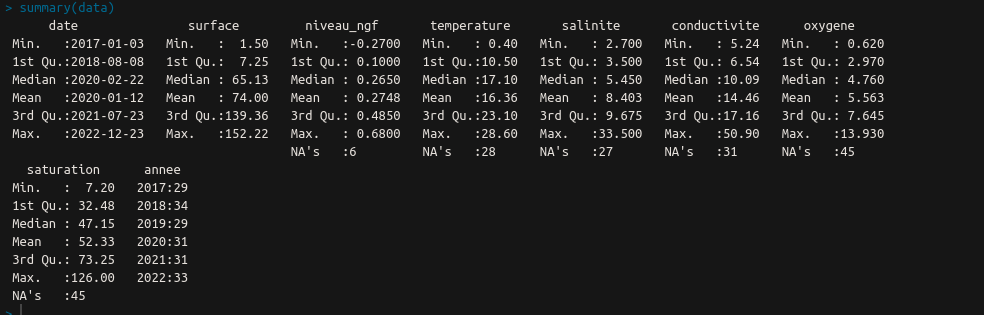 > summary(data)
date surface niveau_ngf temperature salinite conductivite oxygene
Min. :2017-01-03 Min. : 1.50 Min. :-0.2700 Min. : 0.40 Min. : 2.700 Min. : 5.24 Min. : 0.620
1st Qu.:2018-08-08 1st Qu.: 7.25 1st Qu.: 0.1000 1st Qu.:10.50 1st Qu.: 3.500 1st Qu.: 6.54 1st Qu.: 2.970
Median :2020-02-22 Median : 65.13 Median : 0.2650 Median :17.10 Median : 5.450 Median :10.09 Median : 4.760
Mean :2020-01-12 Mean : 74.00 Mean : 0.2748 Mean :16.36 Mean : 8.403 Mean :14.46 Mean : 5.563
3rd Qu.:2021-07-23 3rd Qu.:139.36 3rd Qu.: 0.4850 3rd Qu.:23.10 3rd Qu.: 9.675 3rd Qu.:17.16 3rd Qu.: 7.645
Max. :2022-12-23 Max. :152.22 Max. : 0.6800 Max. :28.60 Max. :33.500 Max. :50.90 Max. :13.930
NA's :6 NA's :28 NA's :27 NA's :31 NA's :45
saturation annee
Min. : 7.20 2017:29
1st Qu.: 32.48 2018:34
Median : 47.15 2019:29
Mean : 52.33 2020:31
3rd Qu.: 73.25 2021:31
Max. :126.00 2022:33
NA's :45
>